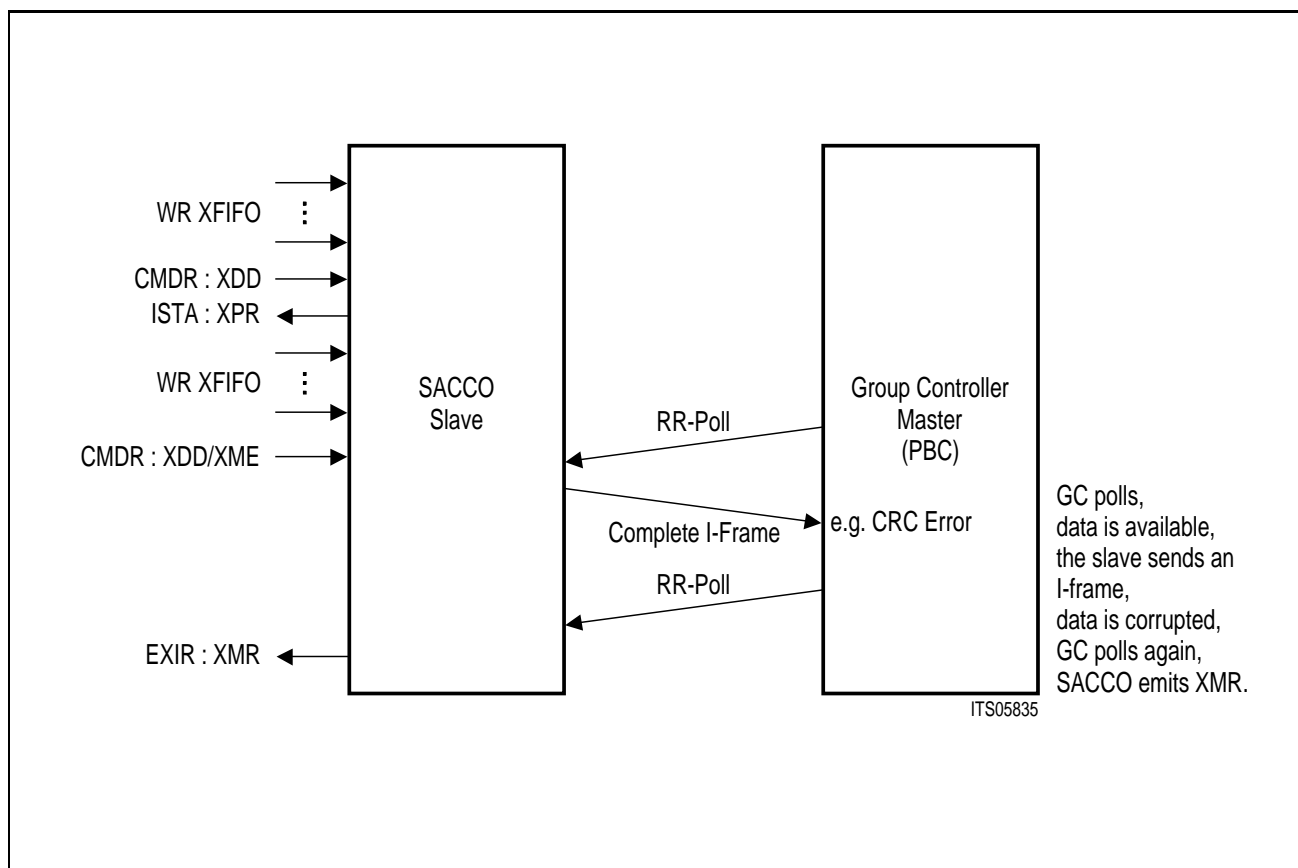 WR XFIFO
CMDR : XDD
ISTA : XPR
WR XFIFO
CMDR : XDD/XME
EXIR : XMR
SACCO
Slave
RR-Poll
Complete I-Frame
RR-Poll
Group Controller
Master
(PBC)
e.g. CRC Error
GC polls,
data is available,
the slave sends an
I-frame,
data is corrupted,
GC polls again,
SACCO emits XMR.
ITS05835